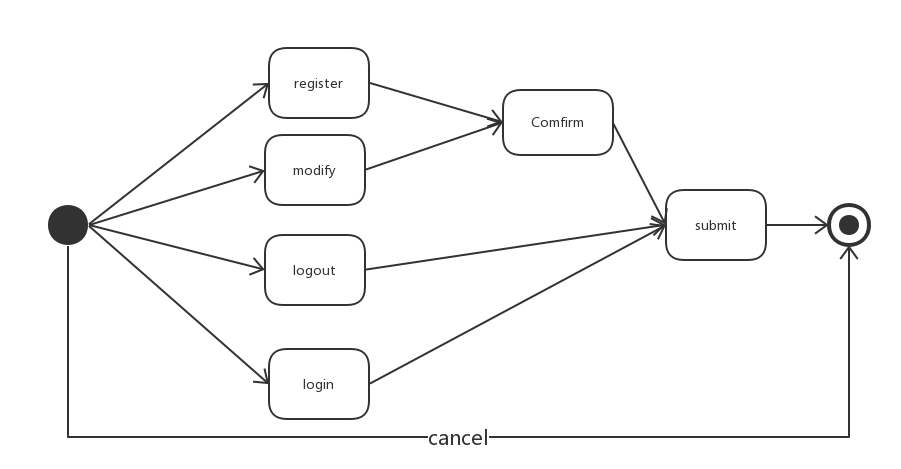 register
Comfirm
modify
submit
logout
login
cancel